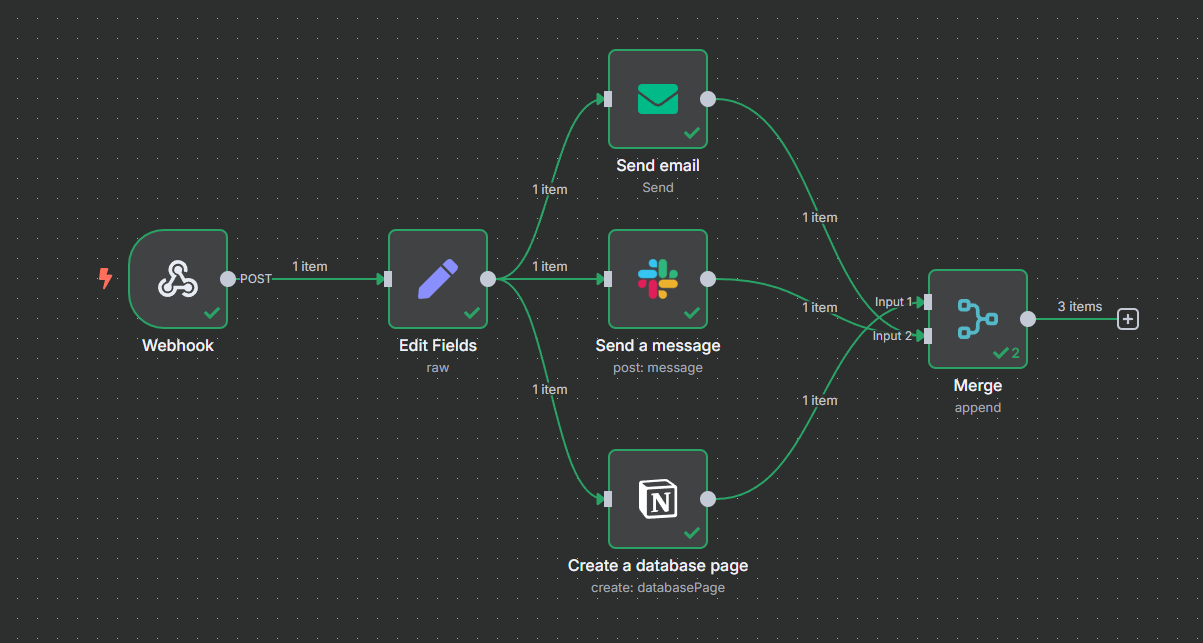 Send email
Send
1 item
1 item
POST
1 item
1 item
Webhook
Edit Fields
raw
Send a message
post: message
1 item
Input 1
Input 2
3 items
2
Merge
append
1 item
1 item
N
Create a database page
create: databasePage